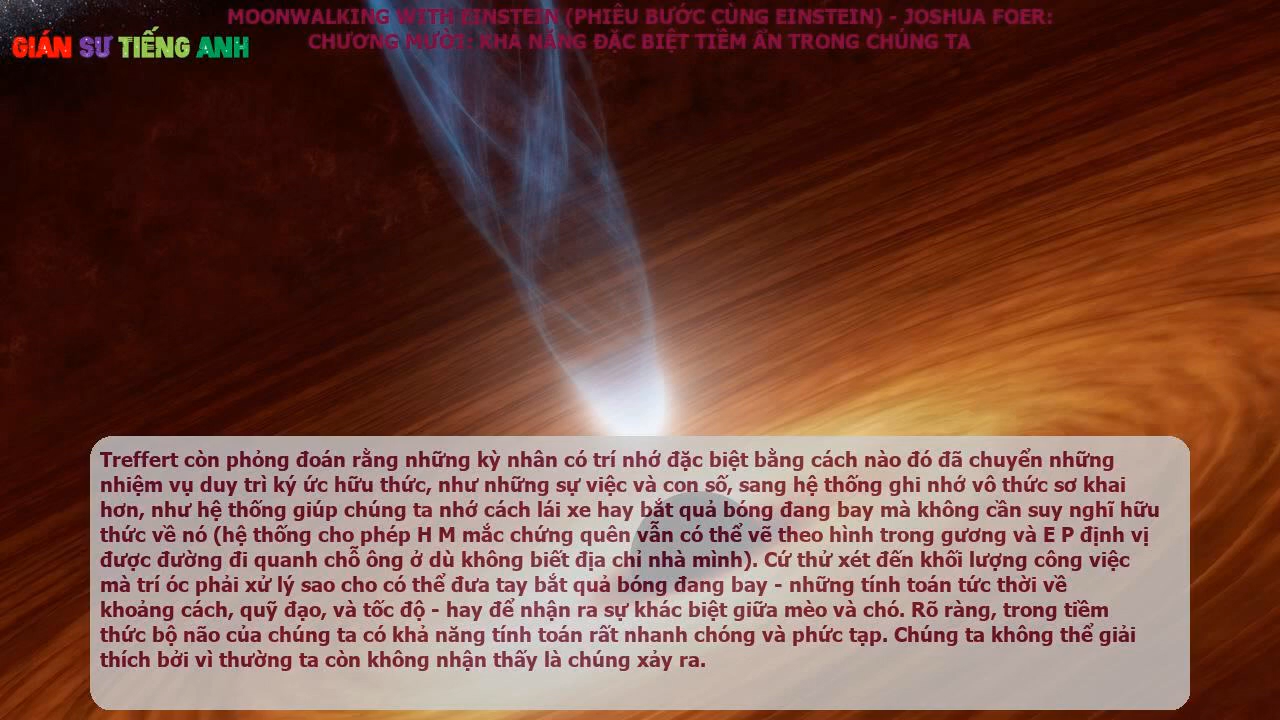 MOONWALKING WITH EINSTEIN (PHIÊU BƯỚC CÙNG EINSTEIN) - JOSHUA FOER:
CHƯƠNG MƯỜI: KHẢ NĂNG ĐẶC BIỆT TIỀM ẨN TRONG CHÚNG TA
GIÁN SƯ TIẾNG ANH
Treffert còn phỏng đoán rằng những kỳ nhân có trí nhớ đặc biệt bằng cách nào đó đã chuyển những
nhiệm vụ duy trì ký ức hữu thức, như những sự việc và con số, sang hệ thống ghi nhớ vô thức sơ khai
hơn, như hệ thống giúp chúng ta nhớ cách lái xe hay bắt quả bóng đang bay mà không cần suy nghĩ hữu
thức về nó (hệ thống cho phép H M mắc chứng quên vẫn có thể vẽ theo hình trong gương và E P định vị
được đường đi quanh chỗ ông ở dù không biết địa chỉ nhà mình). Cứ thử xét đến khối lượng công việc
mà trí óc phải xử lý sao cho có thể đưa tay bắt quả bóng đang bay - những tính toán tức thời về
khoảng cách, quỹ đạo, và tốc độ - hay để nhận ra sự khác biệt giữa mèo và chó. Rõ ràng, trong tiềm
thức bộ não của chúng ta có khả năng tính toán rất nhanh chóng và phức tạp. Chúng ta không thể giải
thích bởi vì thường ta còn không nhận thấy là chúng xảy ra.